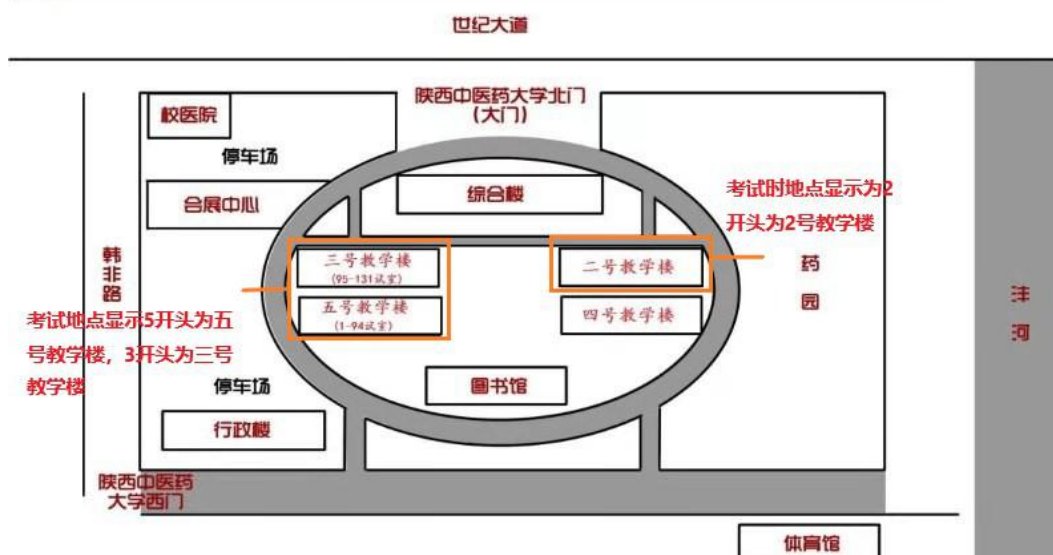 世纪大道
陕西中医药大学北门
(大门)
校医院
停车场
会展中心
综合楼
考试时地点显示为2
开头为2号教学楼
三号教学楼
(95-131试室)
二号教学楼
五号教学楼
(1-94试室)
四号教学楼
韩非路
药园
沣河
考试地点显示5开头为五
号教学楼，3开头为三号
教学楼
停车场
图书馆
行政楼
陕西中医药
大学西门
体育馆